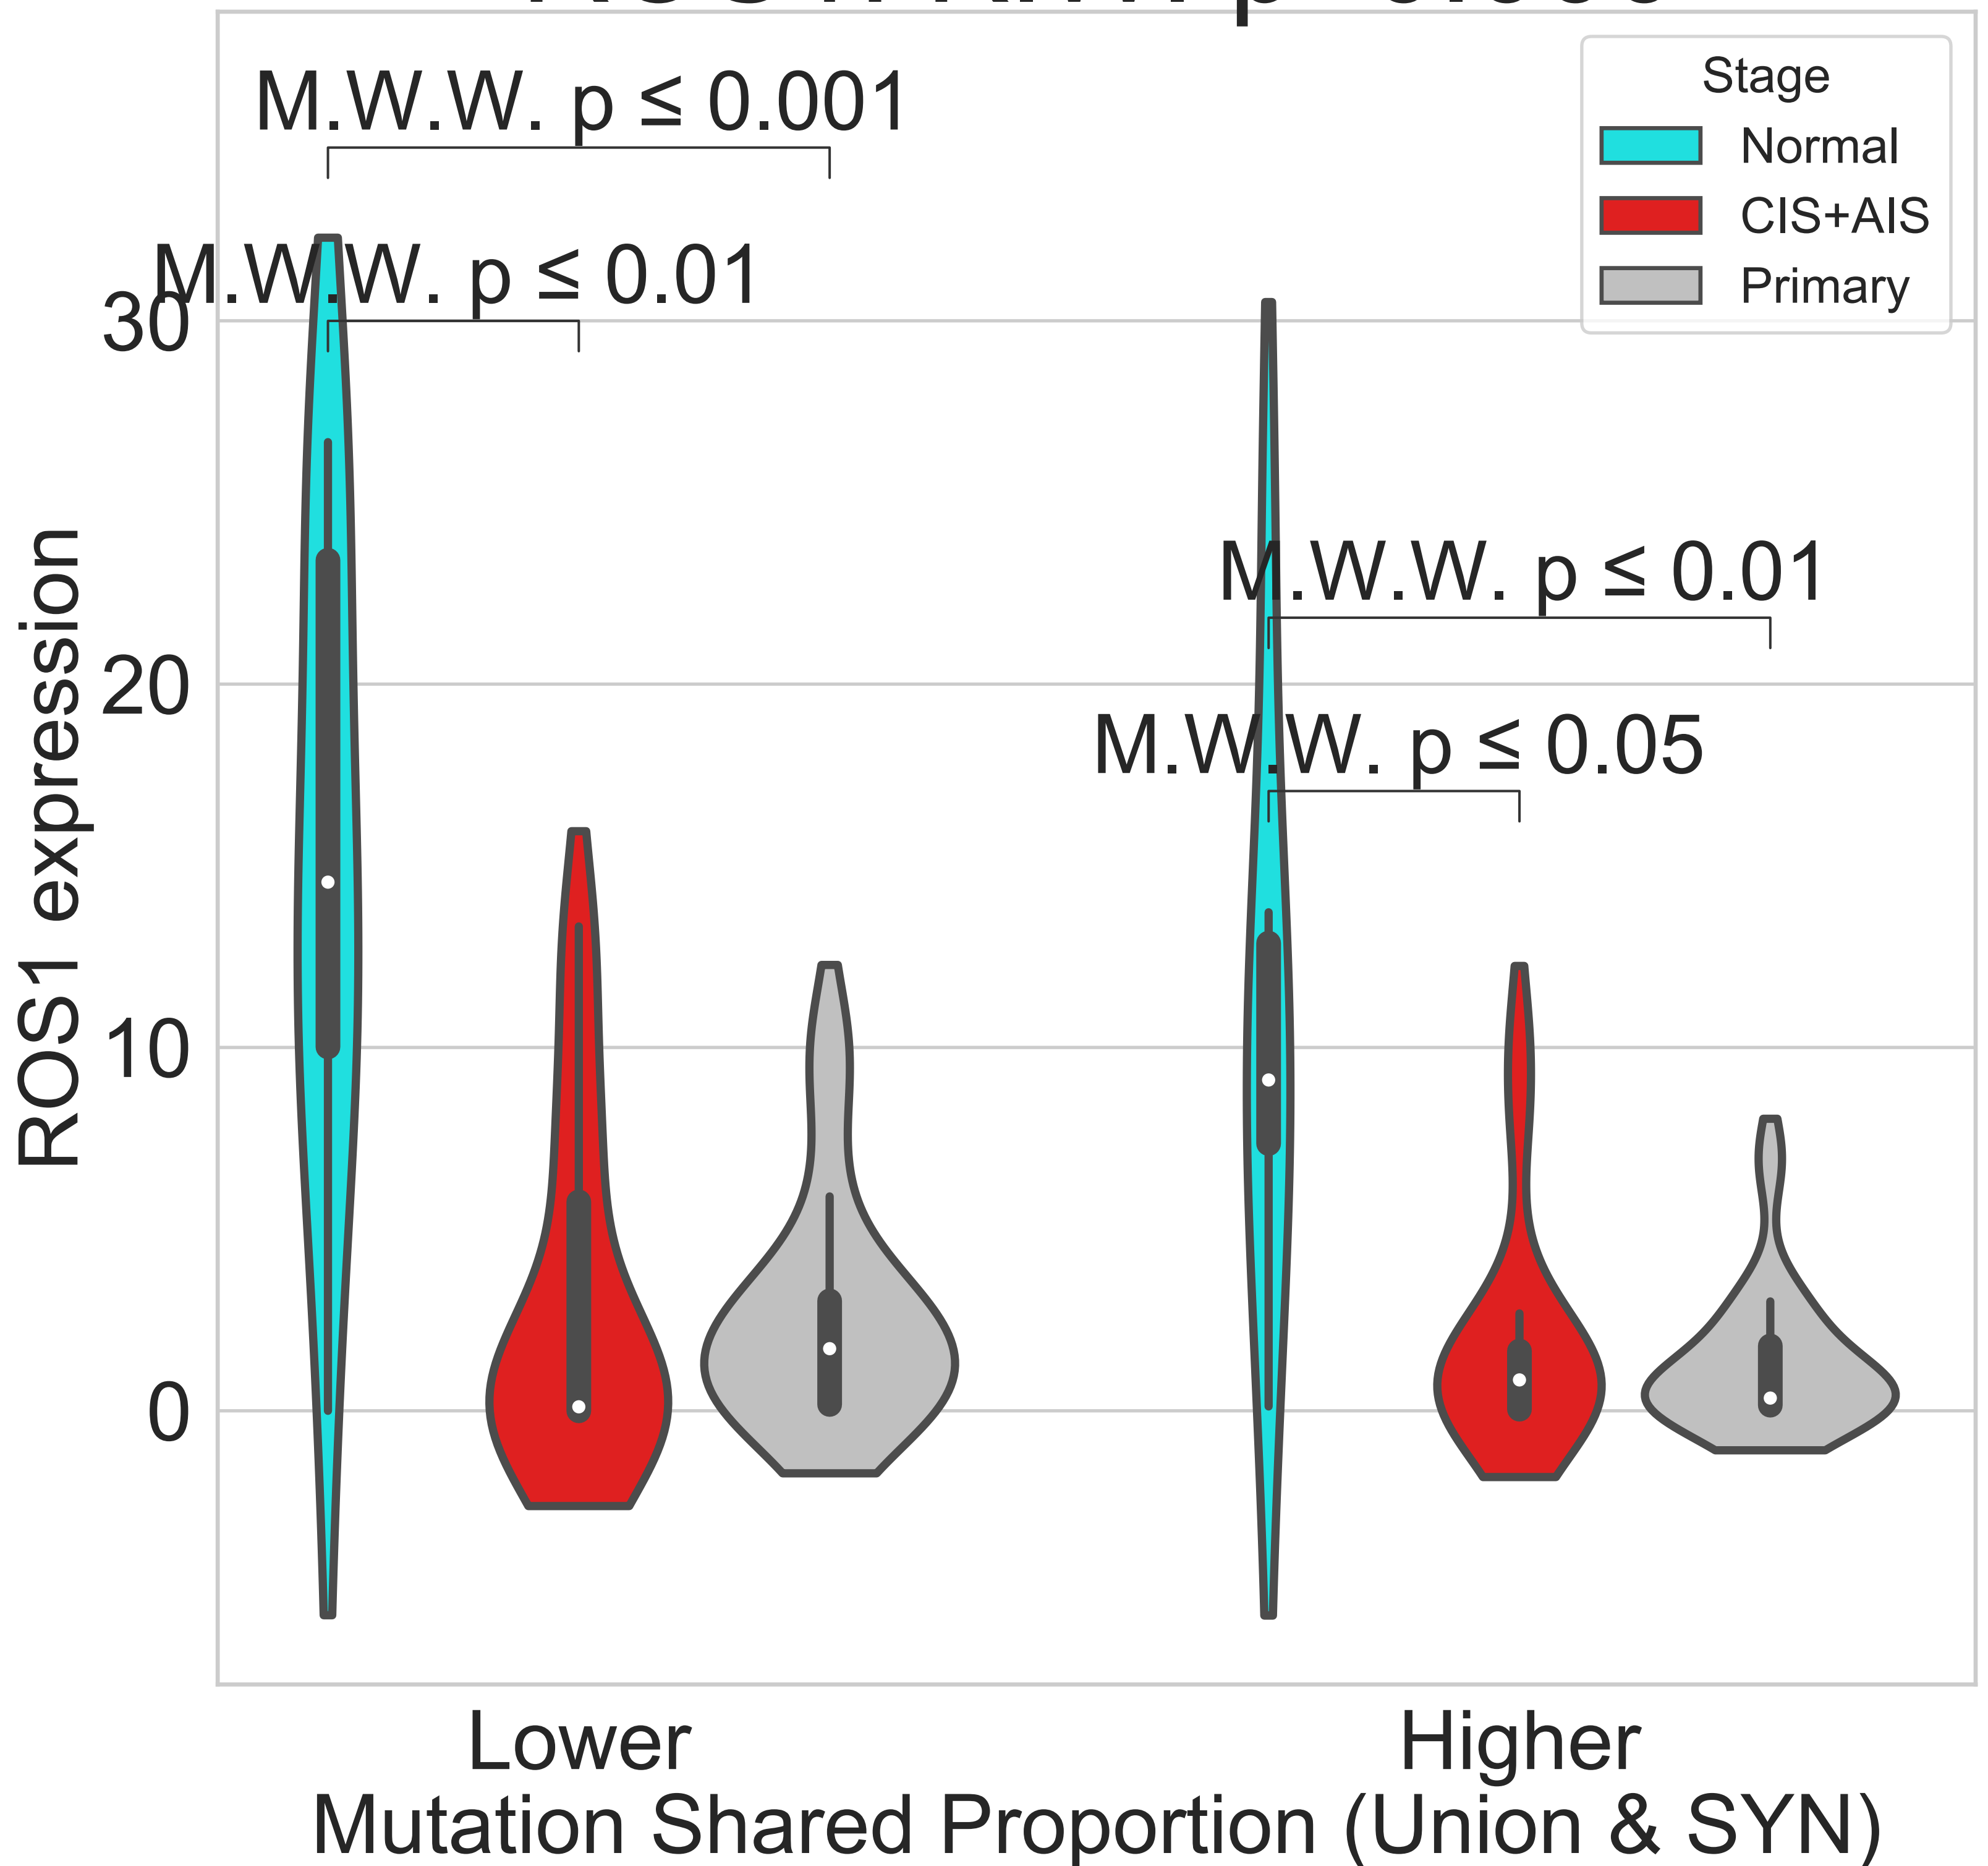 M.W.W. p ≤ 0.001
M.W.W. p ≤ 0.01
M.W.W. p ≤ 0.01
M.W.W. p ≤ 0.05
Stage
Normal
CIS+AIS
Primary
30
20
10
0
ROS1 expression
Lower
Higher
Mutation Shared Proportion (Union & SYN)